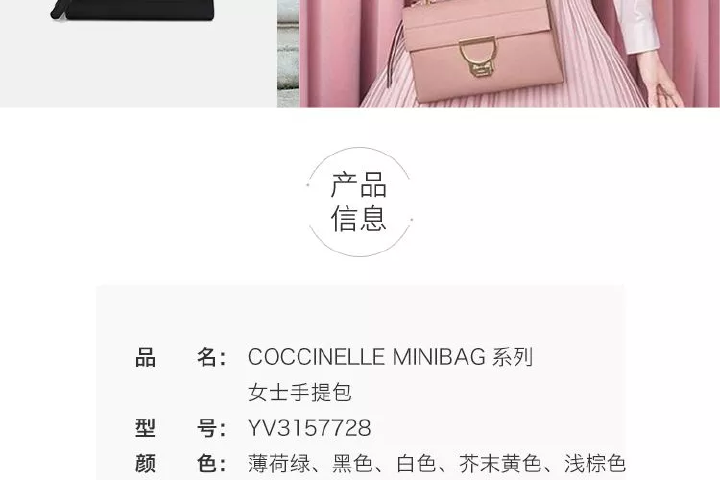 产品
信息
品 名： COCCINELLE MINIBAG 系列
女士手提包
型 号： YV3157728
颜 色： 薄荷绿、黑色、白色、芥末黄色、浅棕色